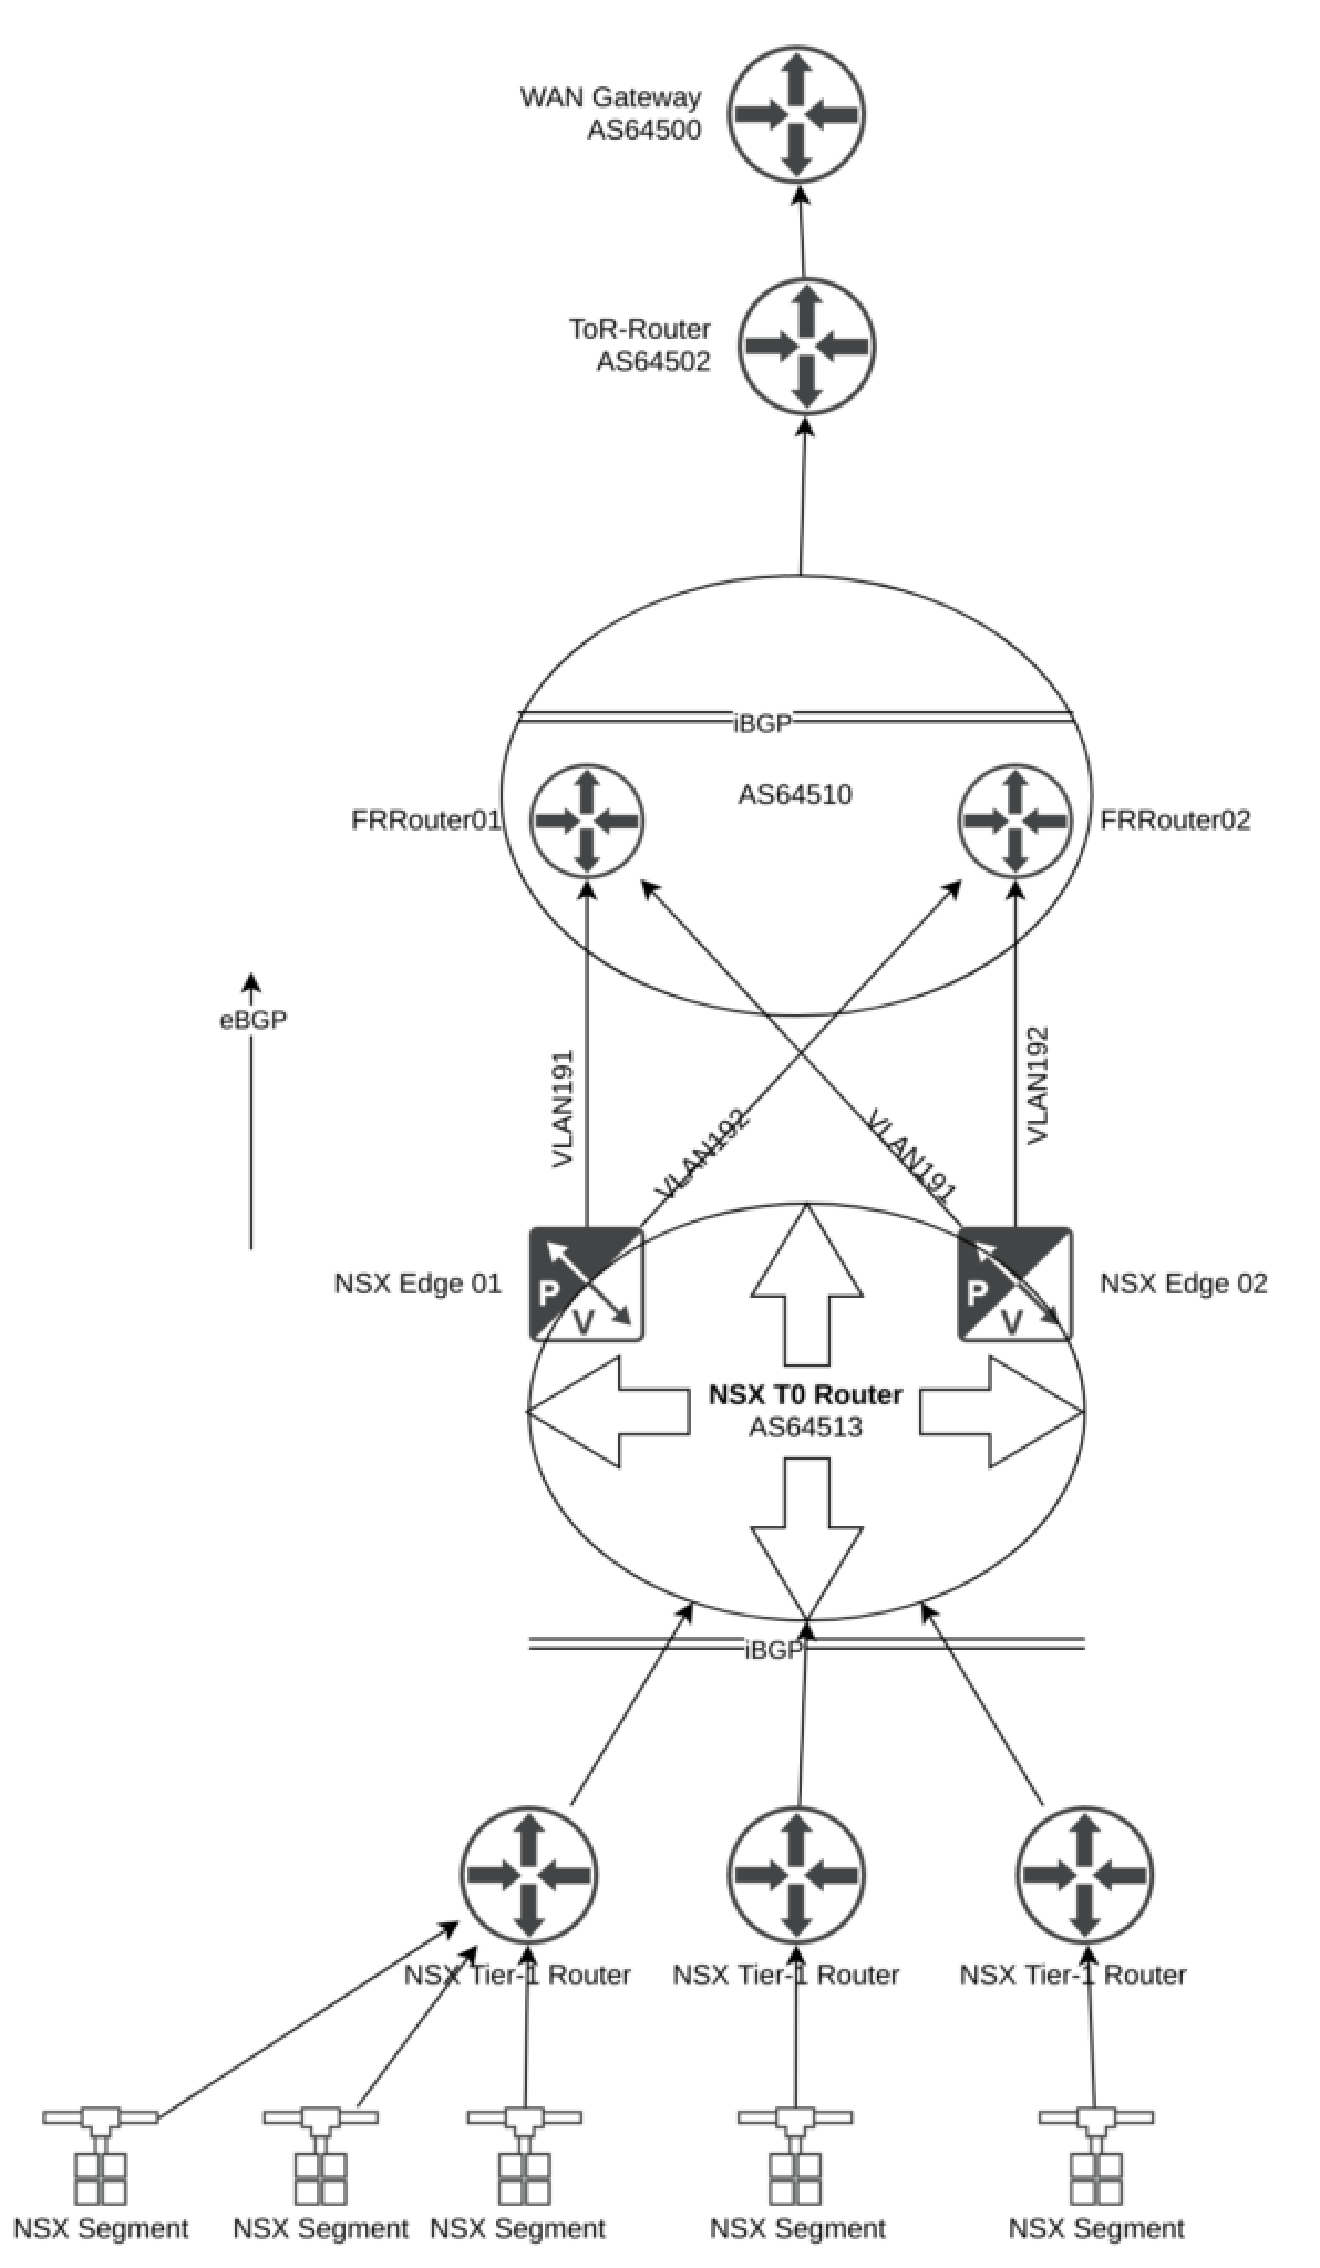 WAN Gateway
AS64500
ToR-Router
AS64502
iBGP
AS64510
FRRouter01
FRRouter02
eBGP
VLAN191
VLAN192
VLAN191
VLAN192
NSX Edge 01
P
V
P
V
NSX Edge 02
NSX T0 Router
AS64513
iBGP
NSX Tier-1 Router
NSX Tier-1 Router
NSX Tier-1 Router
NSX Segment
NSX Segment
NSX Segment
NSX Segment
NSX Segment